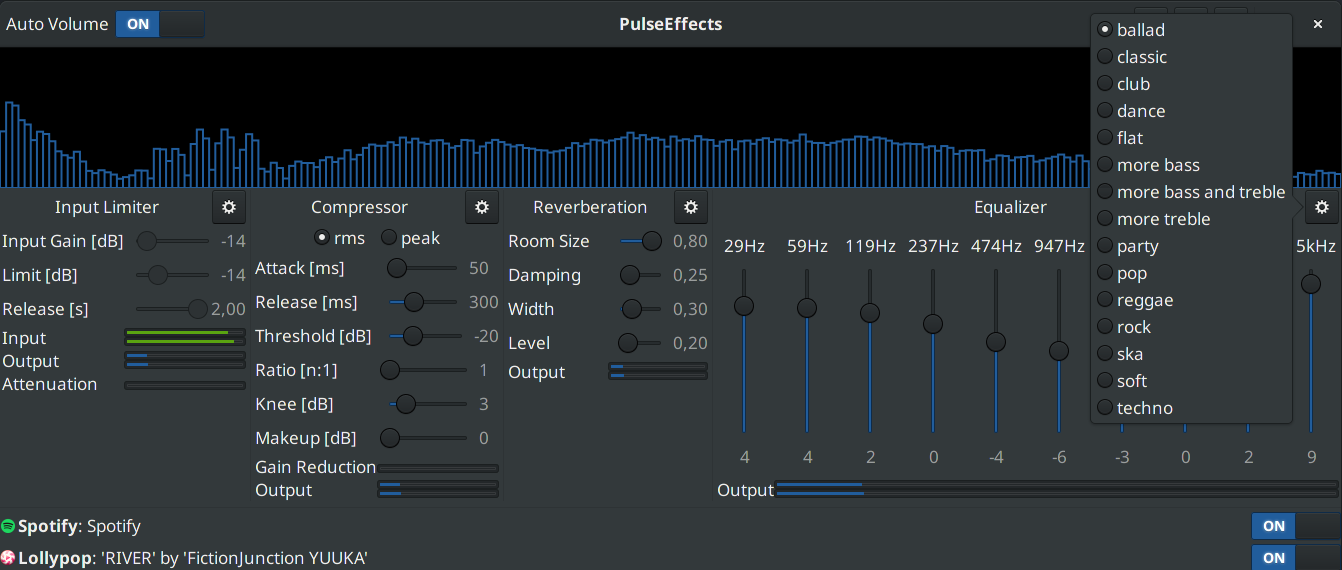 Auto Volume ON PulseEffects
ballad
classic
club
dance
flat
more bass
more bass and treble
more treble
party
pop
reggae
rock
ska
soft
techno
Input Limiter
Input Gain [dB] -14
Limit [dB] -14
Release [s] 2,00
Input
Output
Attenuation
Compressor
rms peak
Attack [ms] 50
Release [ms] 300
Threshold [dB] -20
Ratio [n:1] 1
Knee [dB] 3
Makeup [dB] 0
Gain Reduction
Output
Reverberation
Room Size 0,80
Damping 0,25
Width 0,30
Level 0,20
Output
Equalizer
29Hz 59Hz 119Hz 237Hz 474Hz 947Hz 5kHz
4 4 2 0 -4 -6 -3 0 2 9
Output
Spotify: Spotify ON
Lollypop: 'RIVER' by 'FictionJunction YUUKA' ON